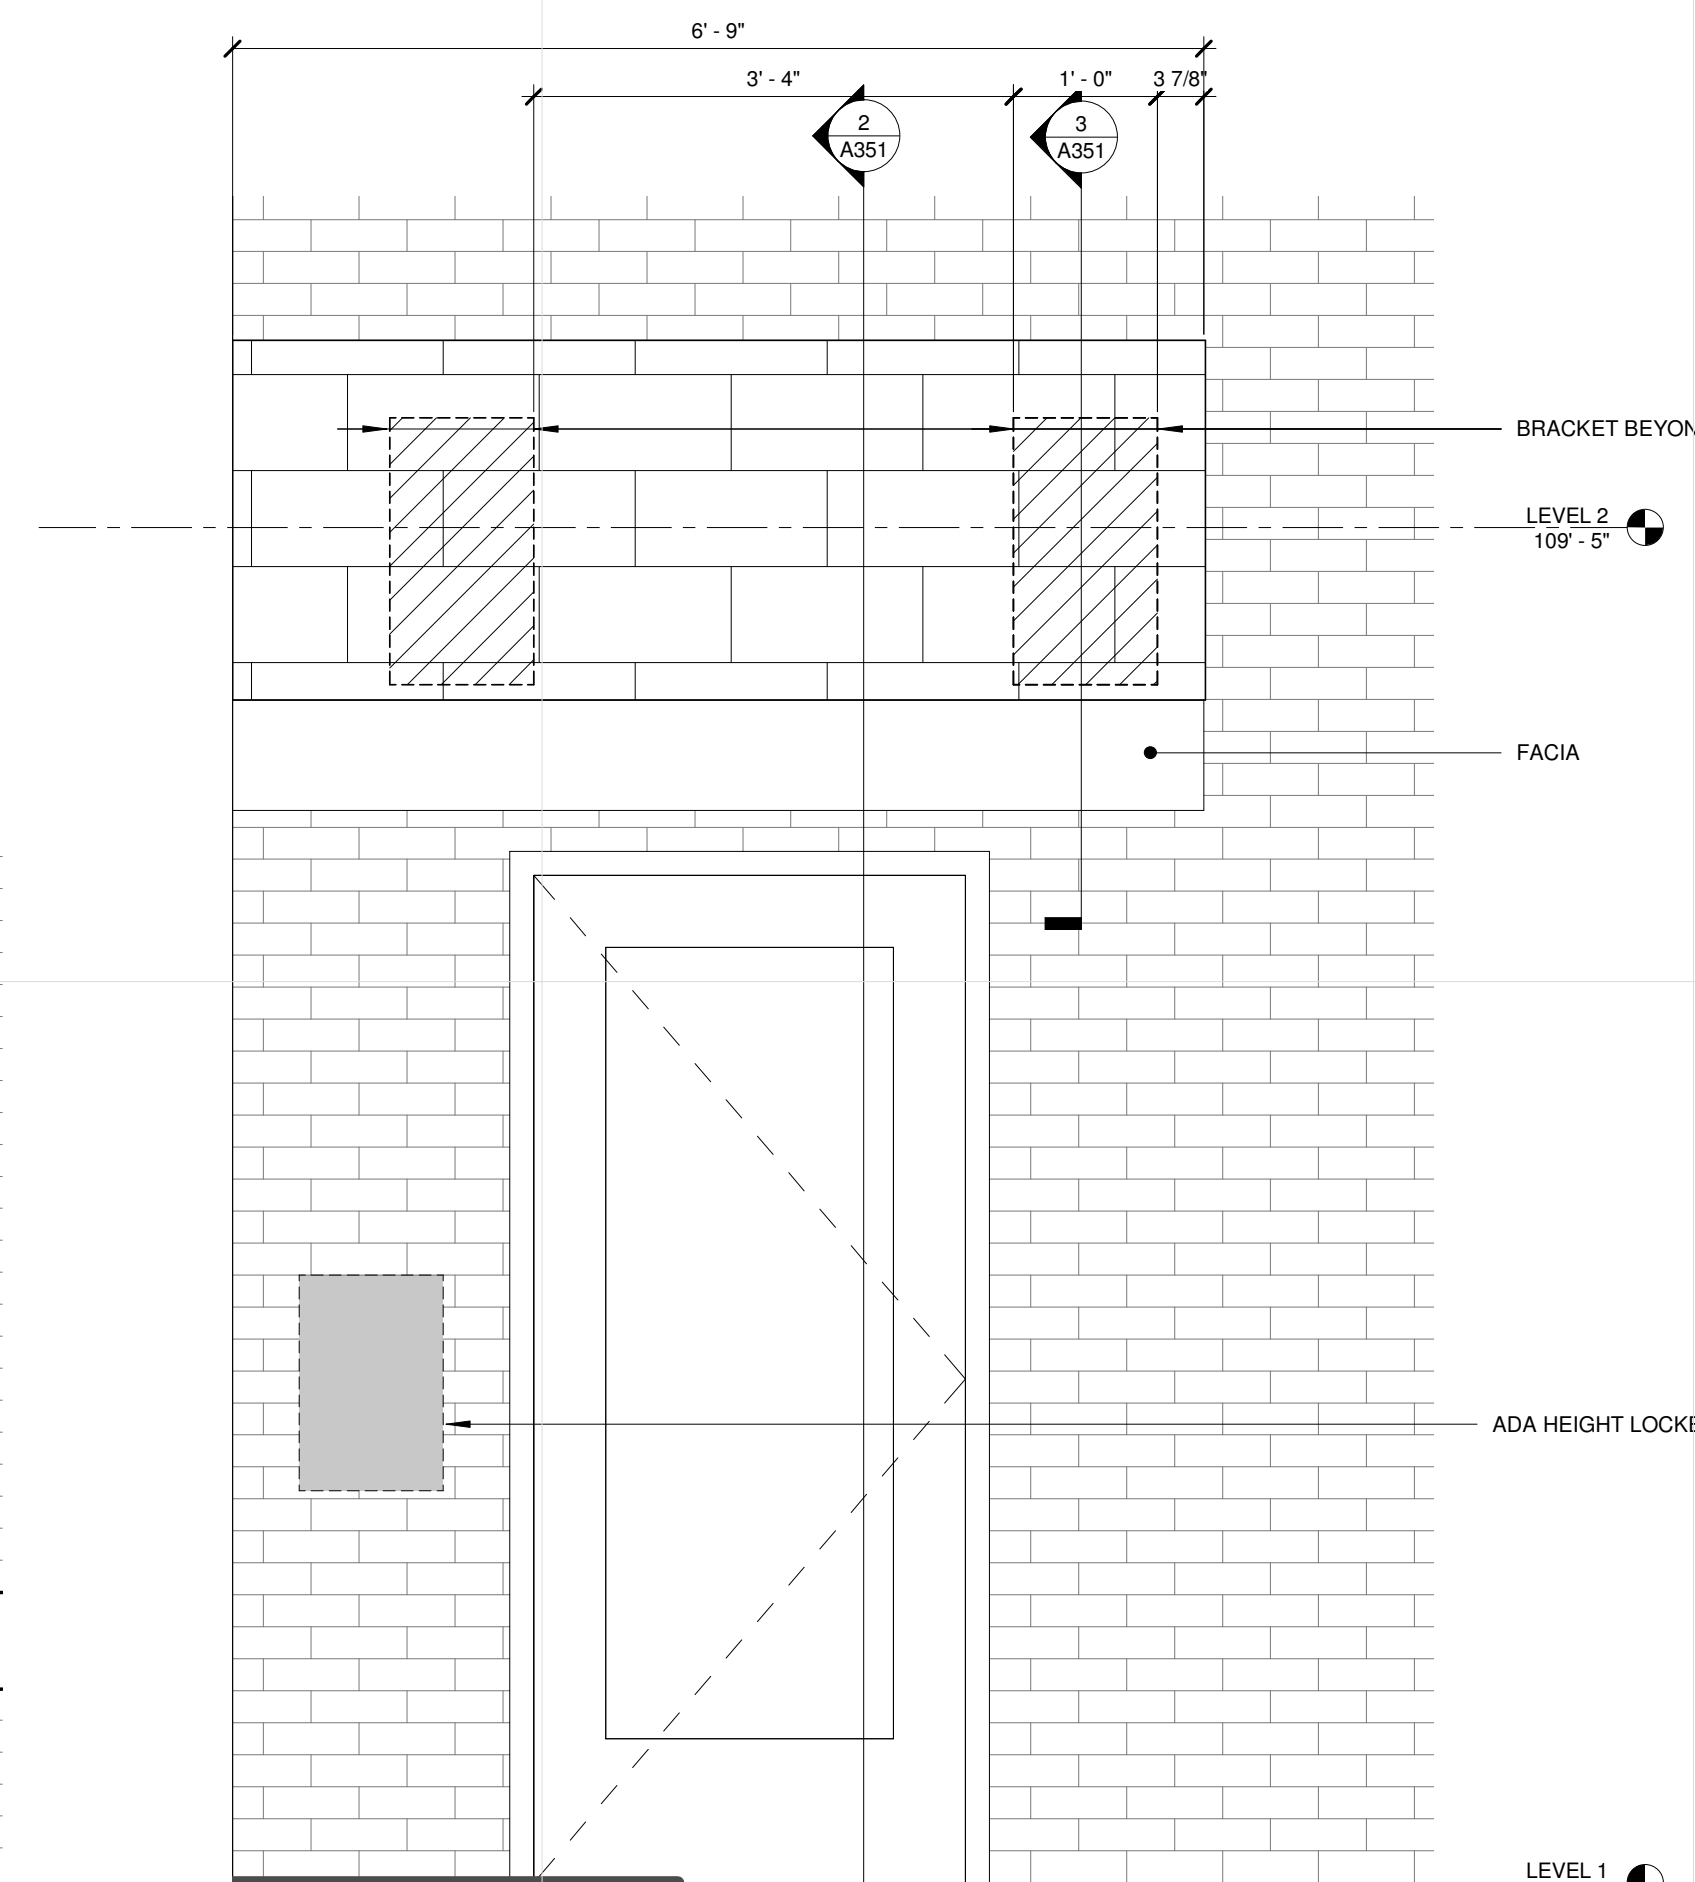 6' - 9"
3' - 4"
1' - 0"
3 7/8"
2
A351
3
A351
BRACKET BEYON
LEVEL 2
109' - 5"
FACIA
ADA HEIGHT LOCKE
LEVEL 1